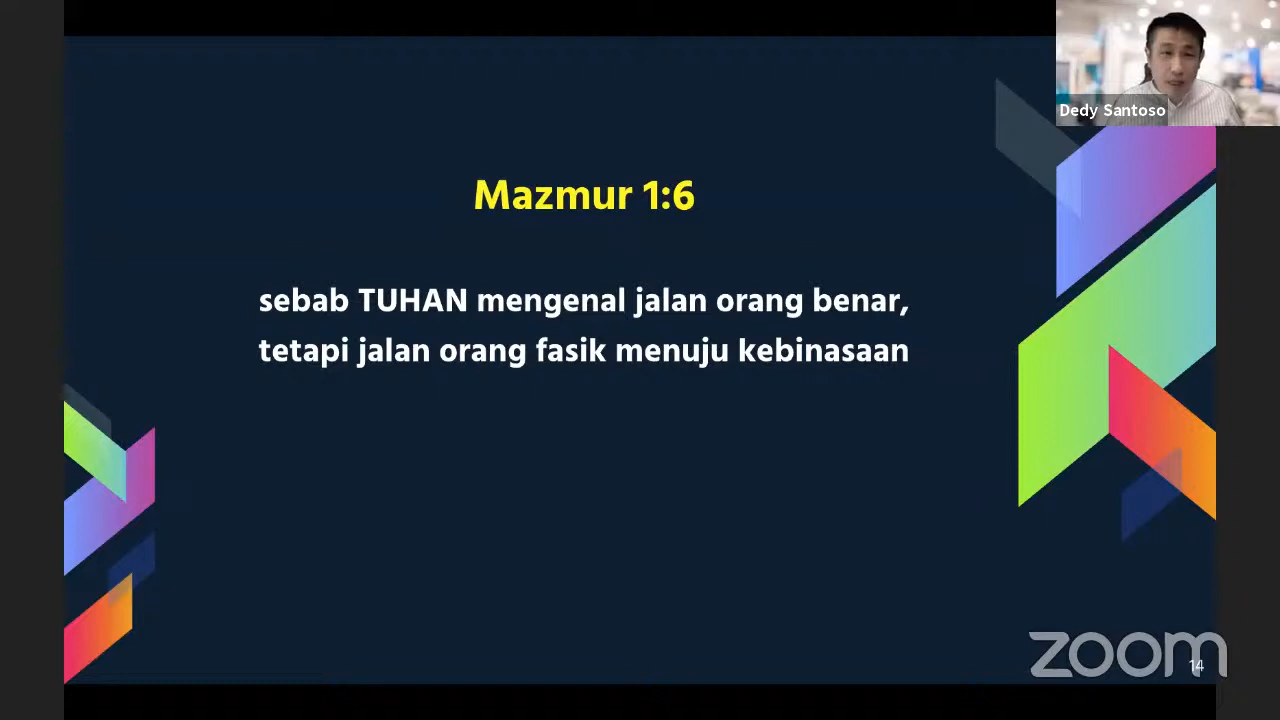 Dedy Santoso
Mazmur 1:6
sebab TUHAN mengenal jalan orang benar,
tetapi jalan orang fasik menuju kebinasaan
zoom
14